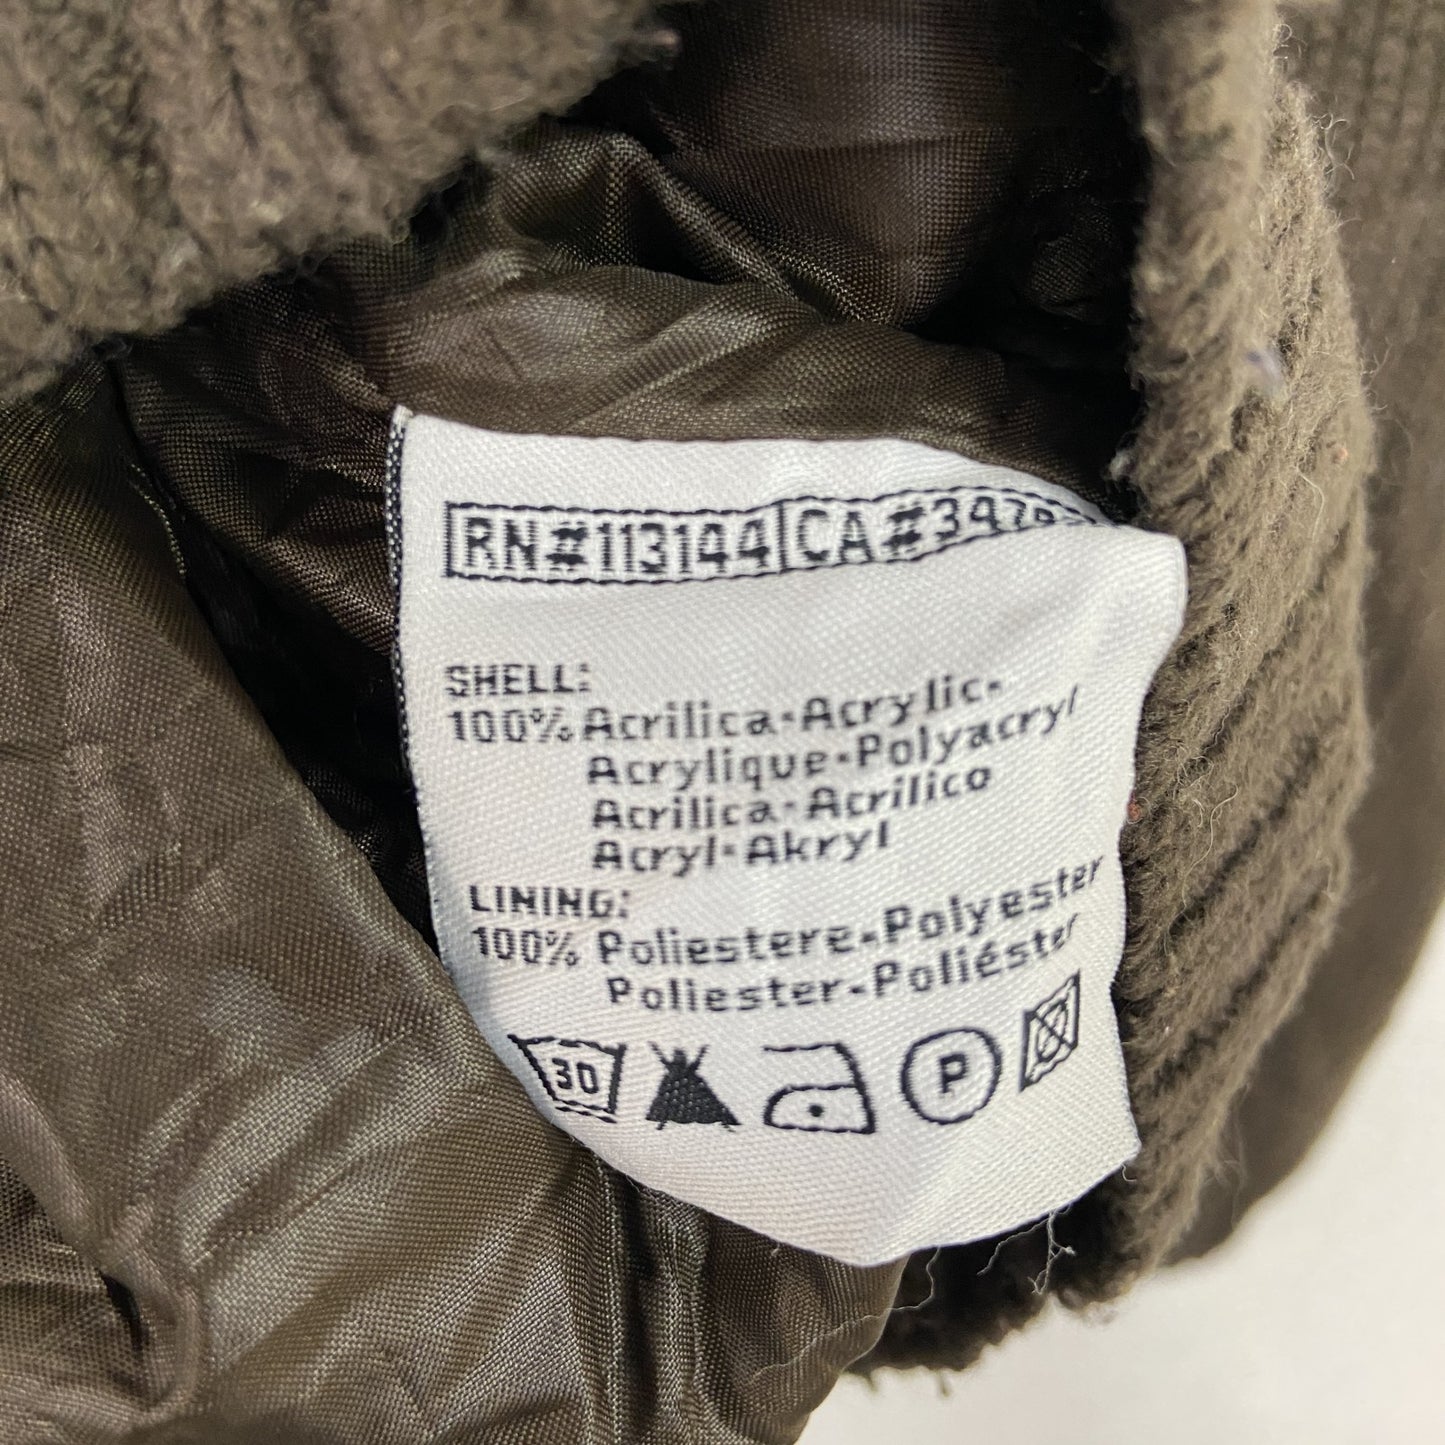 RN#113144 CA#
SHELL:
100% Acrilica-Acrylic-
Acrylique-Polyacryl
Acrilica-Acrilico
Acryl-Akryl
LINING:
100% Poliestere-Polyester
Poliester-Poliéster
30 P